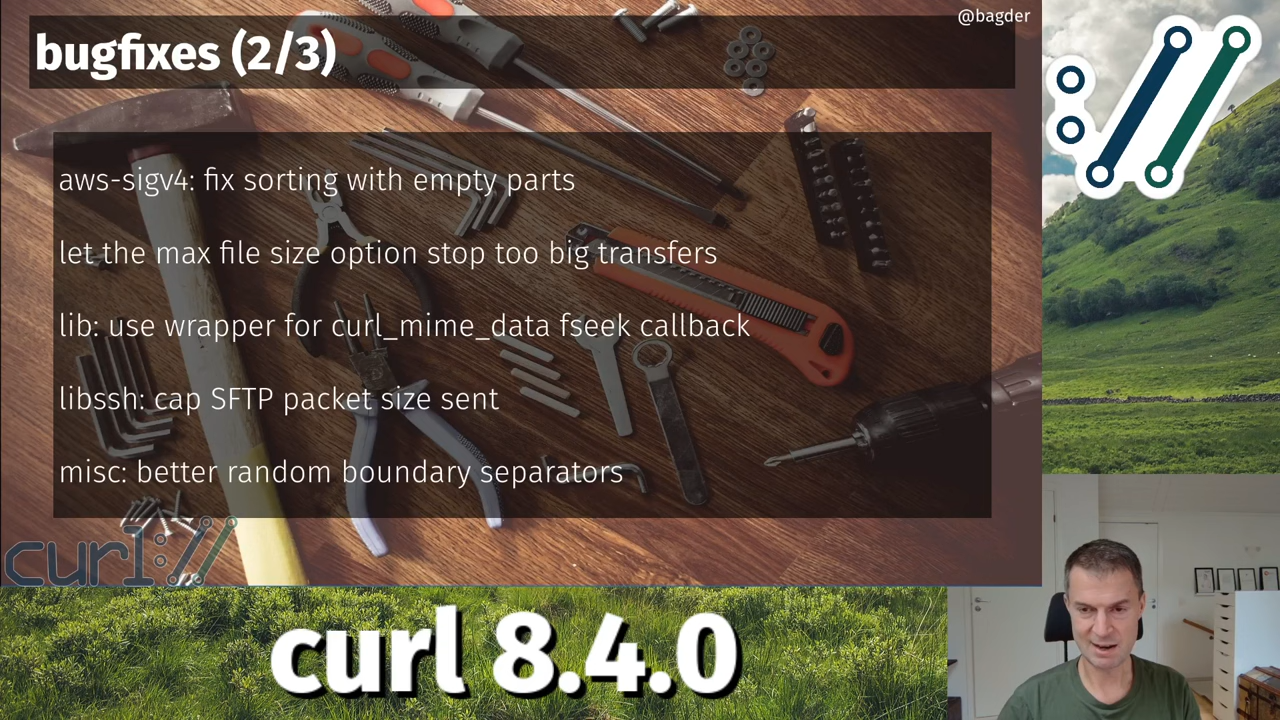 @bagder
bugfixes (2/3)
aws-sigv4: fix sorting with empty parts
let the max file size option stop too big transfers
lib: use wrapper for curl_mime_data fseek callback
libssh: cap SFTP packet size sent
misc: better random boundary separators
curl://
curl 8.4.0